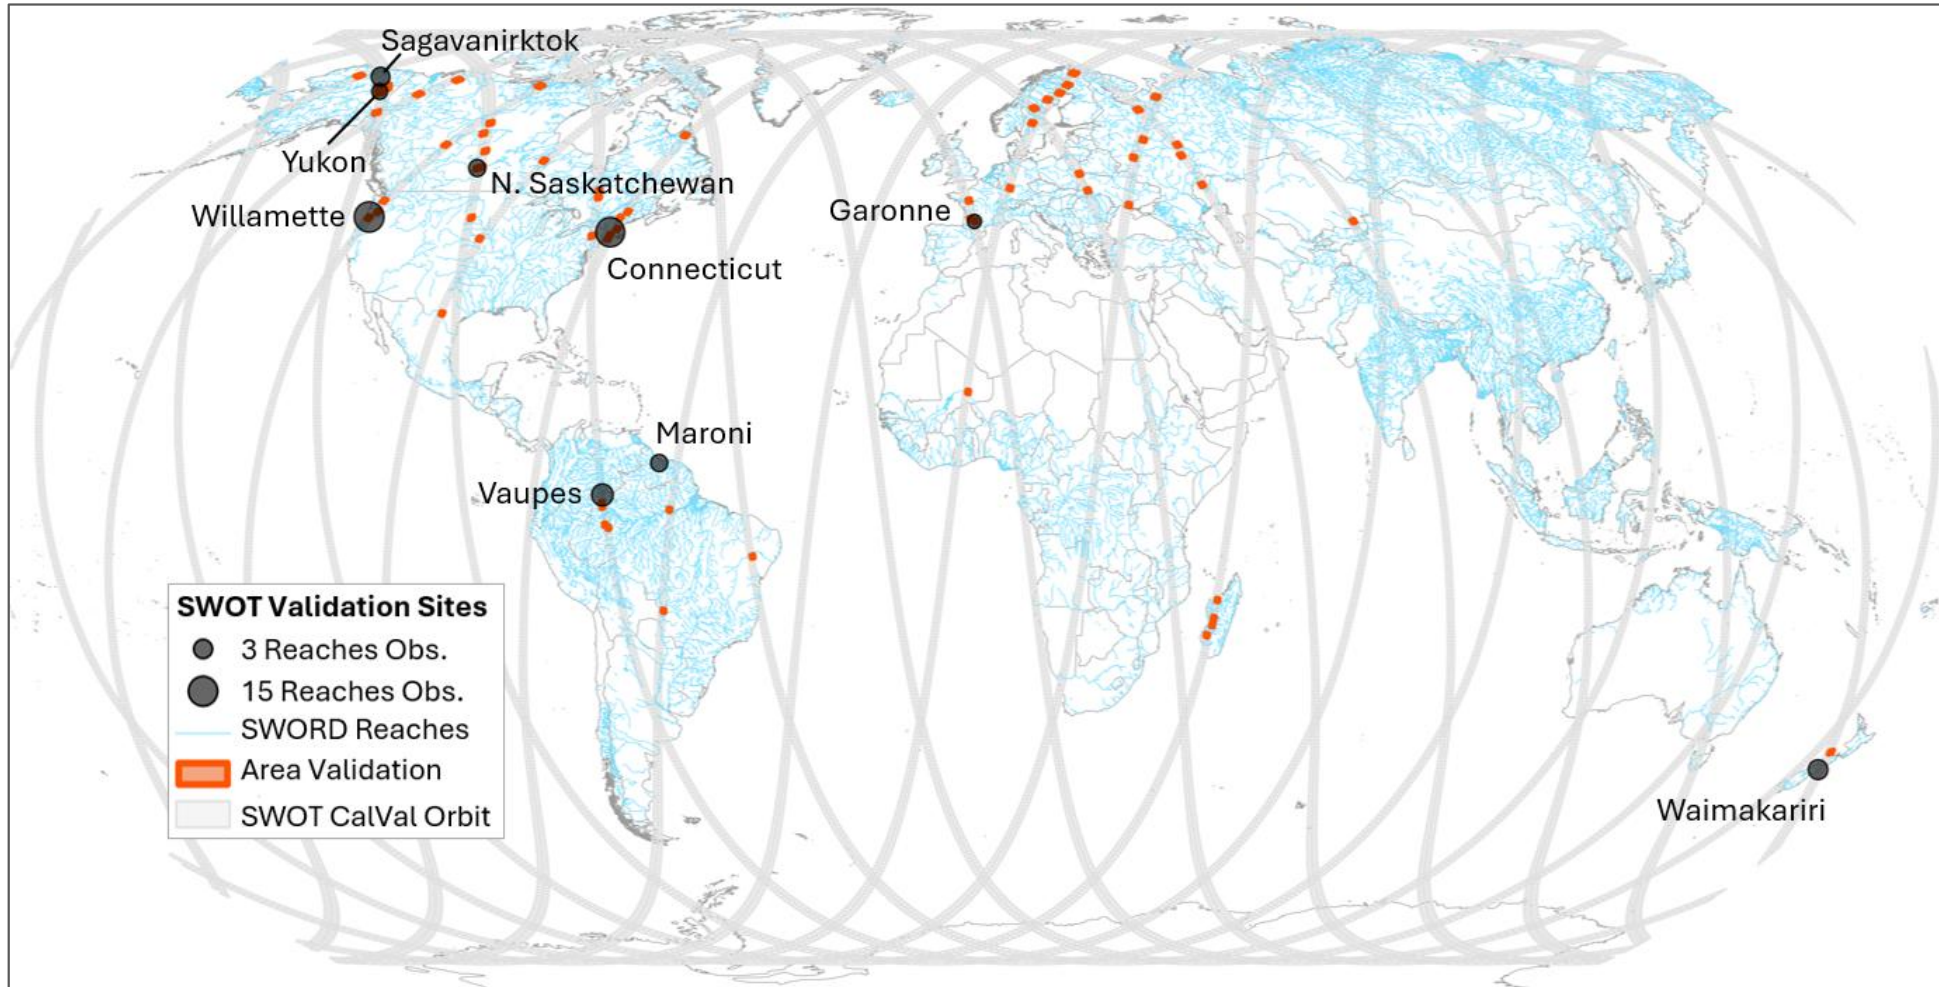 Sagavanirktok
Yukon
N. Saskatchewan
Willamette
Garonne
Connecticut
Maroni
Vaupes
SWOT Validation Sites
3 Reaches Obs.
15 Reaches Obs.
SWORD Reaches
Area Validation
SWOT CalVal Orbit
Waimakariri